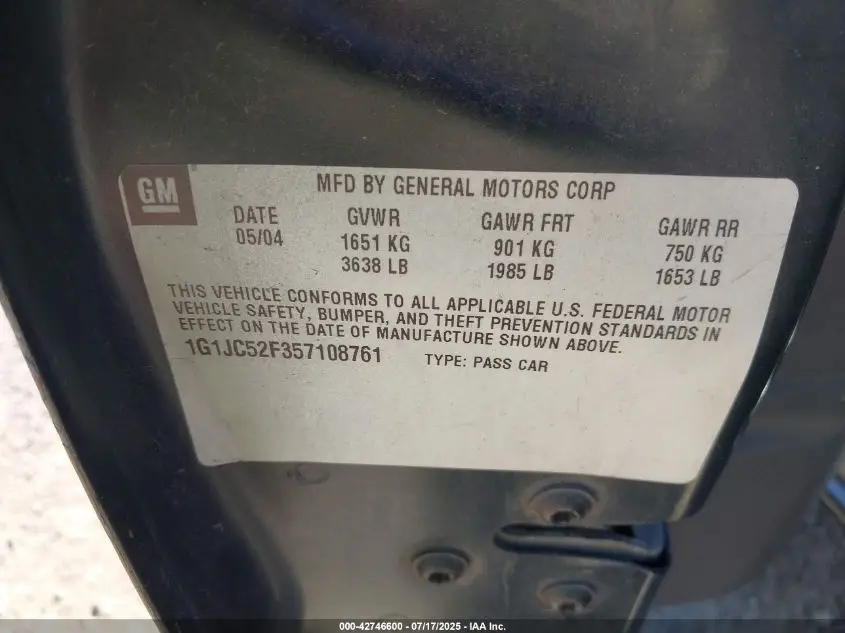 GM
MFD BY GENERAL MOTORS CORP
DATE GVWR GAWR FRT GAWR RR
05/04 1651 KG 901 KG 750 KG
3638 LB 1985 LB 1653 LB
THIS VEHICLE CONFORMS TO ALL APPLICABLE U.S. FEDERAL MOTOR
VEHICLE SAFETY, BUMPER, AND THEFT PREVENTION STANDARDS IN
EFFECT ON THE DATE OF MANUFACTURE SHOWN ABOVE.
1G1JC52F357108761 TYPE: PASS CAR
000-42746600 - 07/17/2025 - IAA Inc.